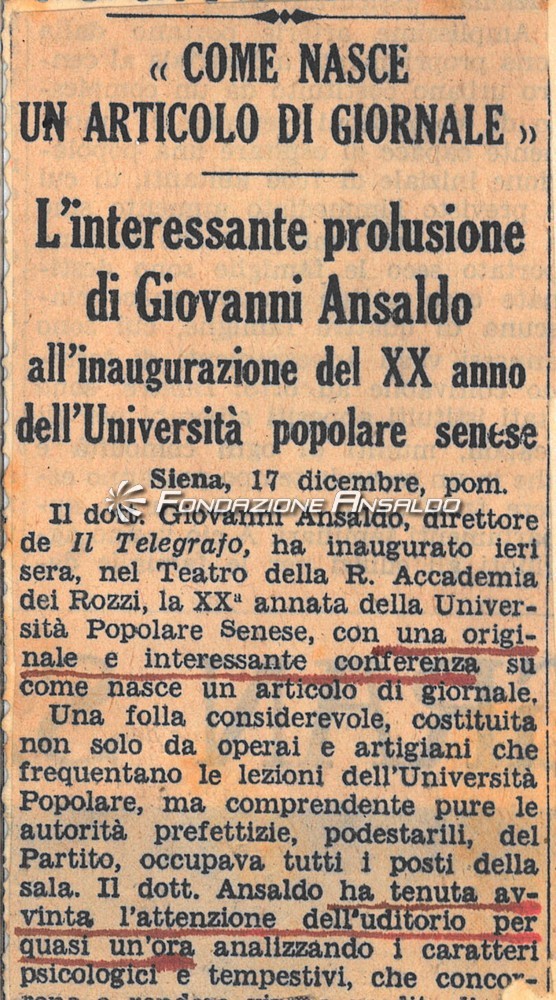 « COME NASCE
UN ARTICOLO DI GIORNALE »
L'interessante prolusione
di Giovanni Ansaldo
all'inaugurazione del XX anno
dell'Università popolare senese
Siena, 17 dicembre, pom.
FONDAZIONE ANSALDO
Il dott. Giovanni Ansaldo, direttore
de Il Telegrafo, ha inaugurato ieri
sera, nel Teatro della R. Accademia
dei Rozzi, la XXª annata della Univer-
sità Popolare Senese, con una origi-
nale e interessante conferenza su
come nasce un articolo di giornale.
Una folla considerevole, costituita
non solo da operai e artigiani che
frequentano le lezioni dell'Università
Popolare, ma comprendente pure le
autorità prefettizie, podestarili, del
Partito, occupava tutti i posti della
sala. Il dott. Ansaldo ha tenuta av-
vinta l'attenzione dell'uditorio per
quasi un'ora analizzando i caratteri
psicologici e tempestivi, che concor-